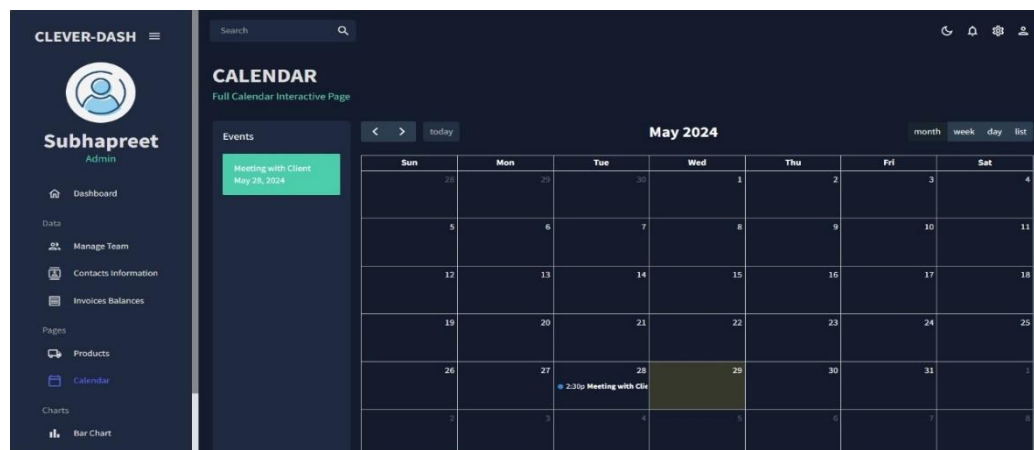 CLEVER-DASH
Subhapreet
Admin
Dashboard
Data
Manage Team
Contacts Information
Invoices Balances
Pages
Products
Calendar
Charts
Bar Chart
Search
CALENDAR
Full Calendar Interactive Page
Events
Meeting with Client
May 28, 2024
today
May 2024
month week day list
Sun Mon Tue Wed Thu Fri Sat
28 29 30 1 2 3 4
5 6 7 8 9 10 11
12 13 14 15 16 17 18
19 20 21 22 23 24 25
26 27 28 29 30 31 1
2:30p Meeting with Clie
2 3 4 5 6 7 8